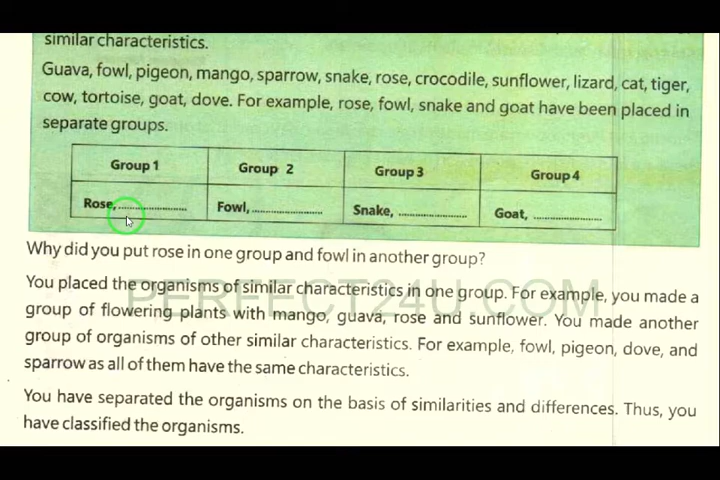 similar characteristics.
Guava, fowl, pigeon, mango, sparrow, snake, rose, crocodile, sunflower, lizard, cat, tiger,
cow, tortoise, goat, dove. For example, rose, fowl, snake and goat have been placed in
separate groups.
Group 1 Group 2 Group 3 Group 4
Rose, ........................ Fowl, ........................ Snake, ........................ Goat, ........................
Why did you put rose in one group and fowl in another group?
You placed the organisms of similar characteristics in one group. For example, you made a
PERFECT24U.COM
group of flowering plants with mango, guava, rose and sunflower. You made another
group of organisms of other similar characteristics. For example, fowl, pigeon, dove, and
sparrow as all of them have the same characteristics.
You have separated the organisms on the basis of similarities and differences. Thus, you
have classified the organisms.